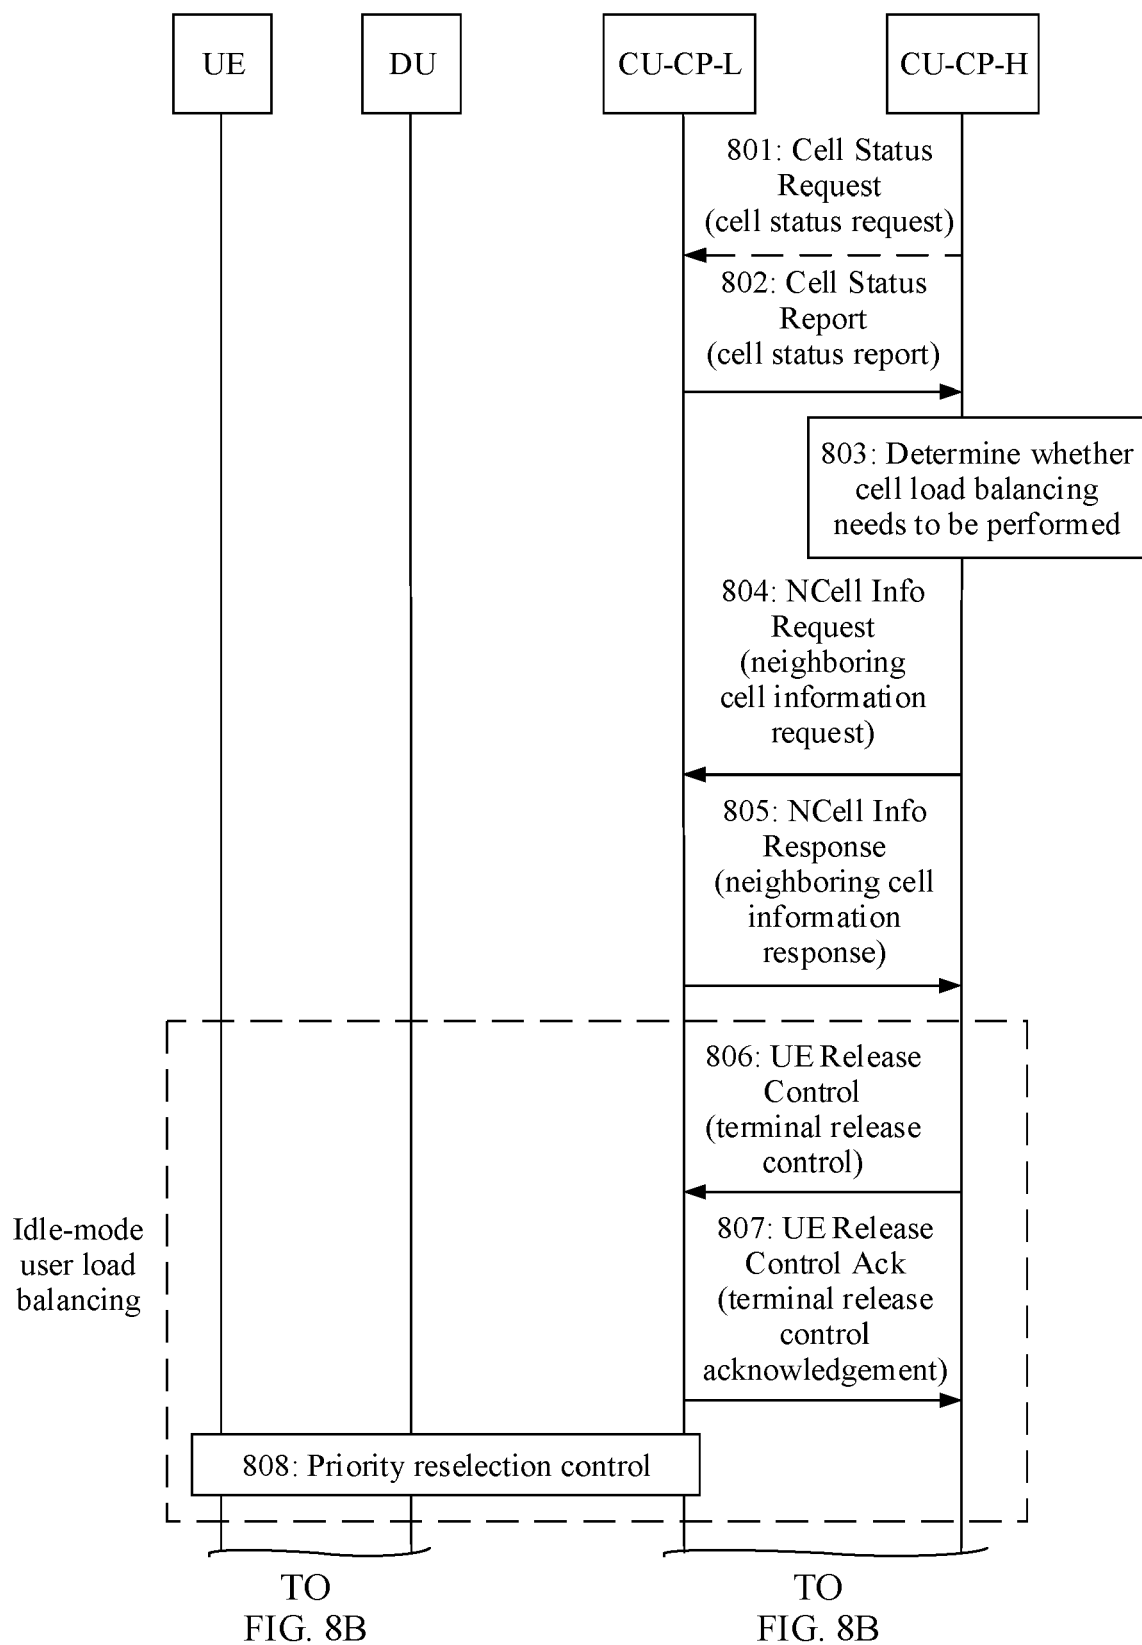 UE
DU
CU-CP-L
CU-CP-H
801: Cell Status
Request
(cell status request)
802: Cell Status
Report
(cell status report)
803: Determine whether
cell load balancing
needs to be performed
804: NCell Info
Request
(neighboring
cell information
request)
805: NCell Info
Response
(neighboring cell
information
response)
806: UE Release
Control
(terminal release
control)
Idle-mode
user load
balancing
807: UE Release
Control Ack
(terminal release
control
acknowledgement)
808: Priority reselection control
TO
FIG. 8B
TO
FIG. 8B